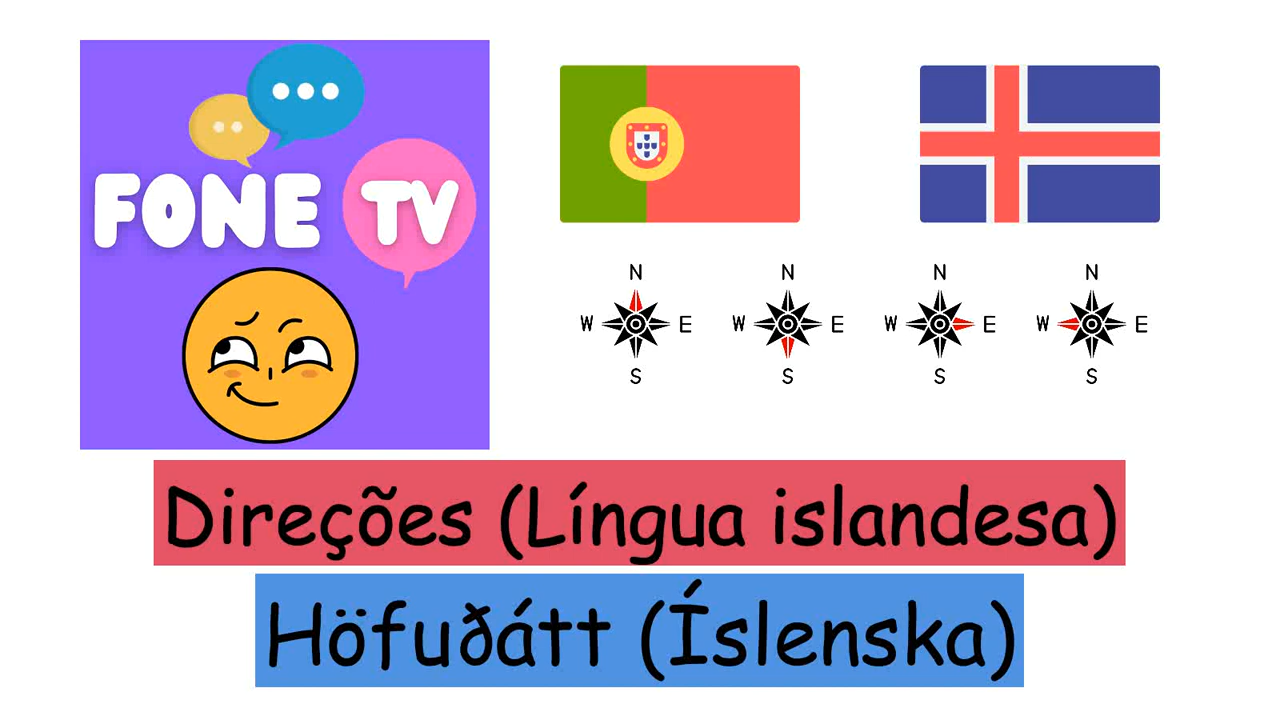 FONE TV
N N N N
W E W E W E W E
S S S S
Direções (Língua islandesa)
Höfuðátt (Íslenska)